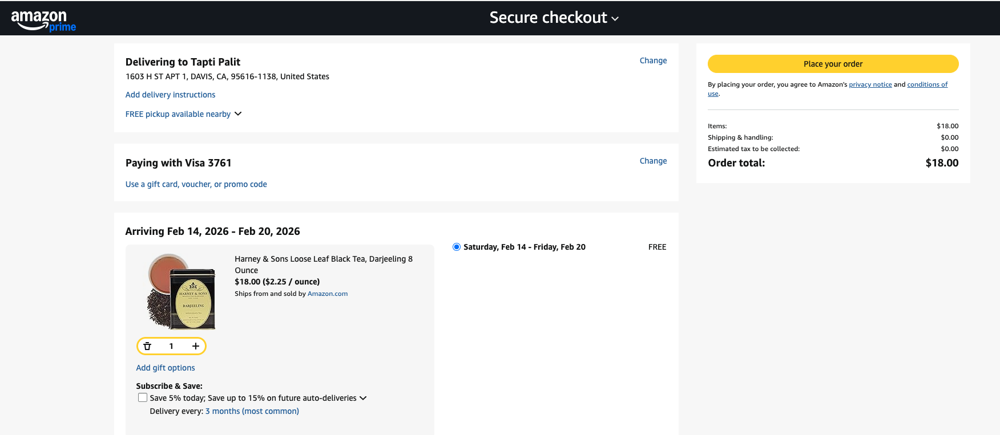 amazon
prime
Secure checkout
Delivering to Tapti Palit
Change
1603 H ST APT 1, DAVIS, CA, 95616-1138, United States
Add delivery instructions
FREE pickup available nearby
Paying with Visa 3761
Change
Use a gift card, voucher, or promo code
Arriving Feb 14, 2026 - Feb 20, 2026
HARNEY & SONS
DARJEELING
Harney & Sons Loose Leaf Black Tea, Darjeeling 8
Ounce
$18.00 ($2.25 / ounce)
Ships from and sold by Amazon.com
1
Add gift options
Subscribe & Save:
Save 5% today; Save up to 15% on future auto-deliveries
Delivery every: 3 months (most common)
Saturday, Feb 14 - Friday, Feb 20
FREE
Place your order
By placing your order, you agree to Amazon's privacy notice and conditions of
use.
Items: $18.00
Shipping & handling: $0.00
Estimated tax to be collected: $0.00
Order total: $18.00